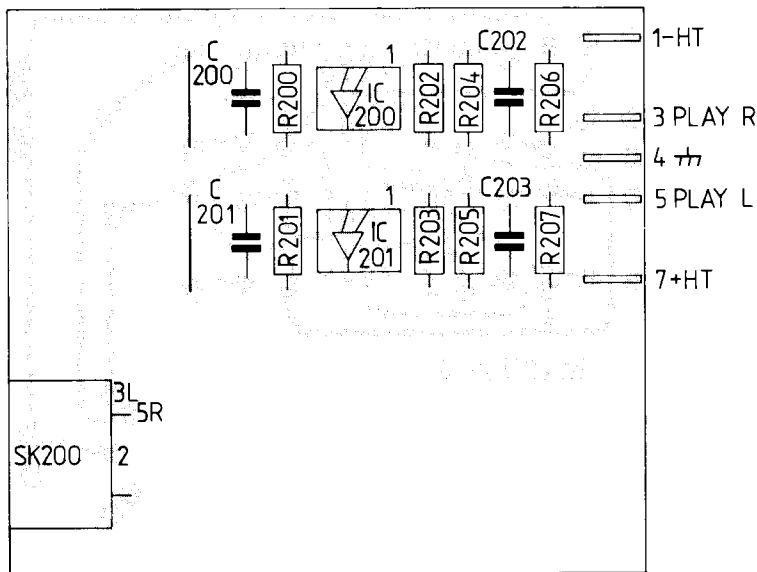 C
200
R200
1
IC
200
R202
R204
C202
R206
1-HT
3 PLAY R
4
5 PLAY L
7+HT
C
201
R201
1
IC
201
R203
R205
C203
R207
3L
5R
SK200
2